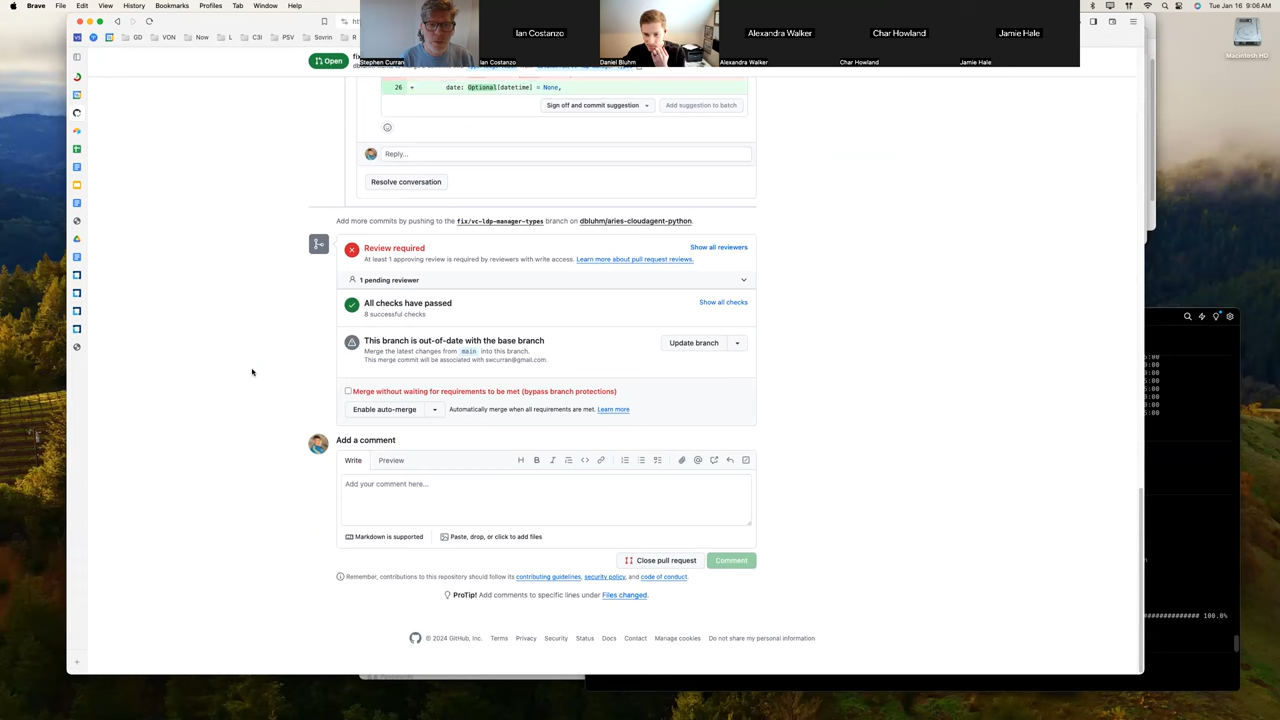 Brave File Edit View History Bookmarks Profiles Tab Window Help
Tue Jan 16 9:06 AM
GD VON Now L C3I PSV Sovrin R
Ian Costanzo
Alexandra Walker
Char Howland
Jamie Hale
Stephen Curran
Ian Costanzo
Daniel Bluhm
Alexandra Walker
Char Howland
Jamie Hale
Macintosh HD
Open
26 + date: Optional[datetime] = None,
Sign off and commit suggestion
Add suggestion to batch
Reply...
Resolve conversation
Add more commits by pushing to the fix/vc-ldp-manager-types branch on dbluhm/aries-cloudagent-python.
Review required
Show all reviewers
At least 1 approving review is required by reviewers with write access. Learn more about pull request reviews.
1 pending reviewer
All checks have passed
Show all checks
8 successful checks
This branch is out-of-date with the base branch
Update branch
Merge the latest changes from main into this branch.
This merge commit will be associated with swcurran@gmail.com.
Merge without waiting for requirements to be met (bypass branch protections)
Enable auto-merge
Automatically merge when all requirements are met. Learn more
Add a comment
Write Preview
Add your comment here...
Markdown is supported
Paste, drop, or click to add files
Close pull request
Comment
Remember, contributions to this repository should follow its contributing guidelines, security policy, and code of conduct.
ProTip! Add comments to specific lines under Files changed.
© 2024 GitHub, Inc. Terms Privacy Security Status Docs Contact Manage cookies Do not share my personal information
############## 100.0%